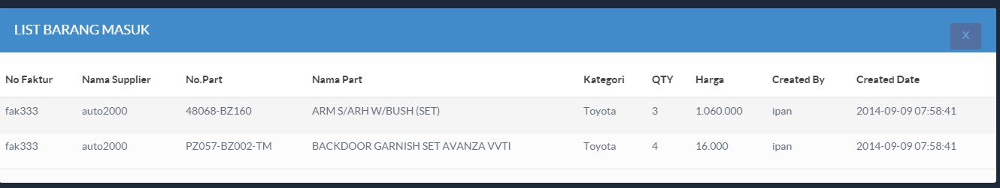 LIST BARANG MASUK
X
No Faktur Nama Supplier No.Part Nama Part Kategori QTY Harga Created By Created Date
fak333 auto2000 48068-BZ160 ARM S/ARH W/BUSH (SET) Toyota 3 1.060.000 ipan 2014-09-09 07:58:41
fak333 auto2000 PZ057-BZ002-TM BACKDOOR GARNISH SET AVANZA VVTI Toyota 4 16.000 ipan 2014-09-09 07:58:41